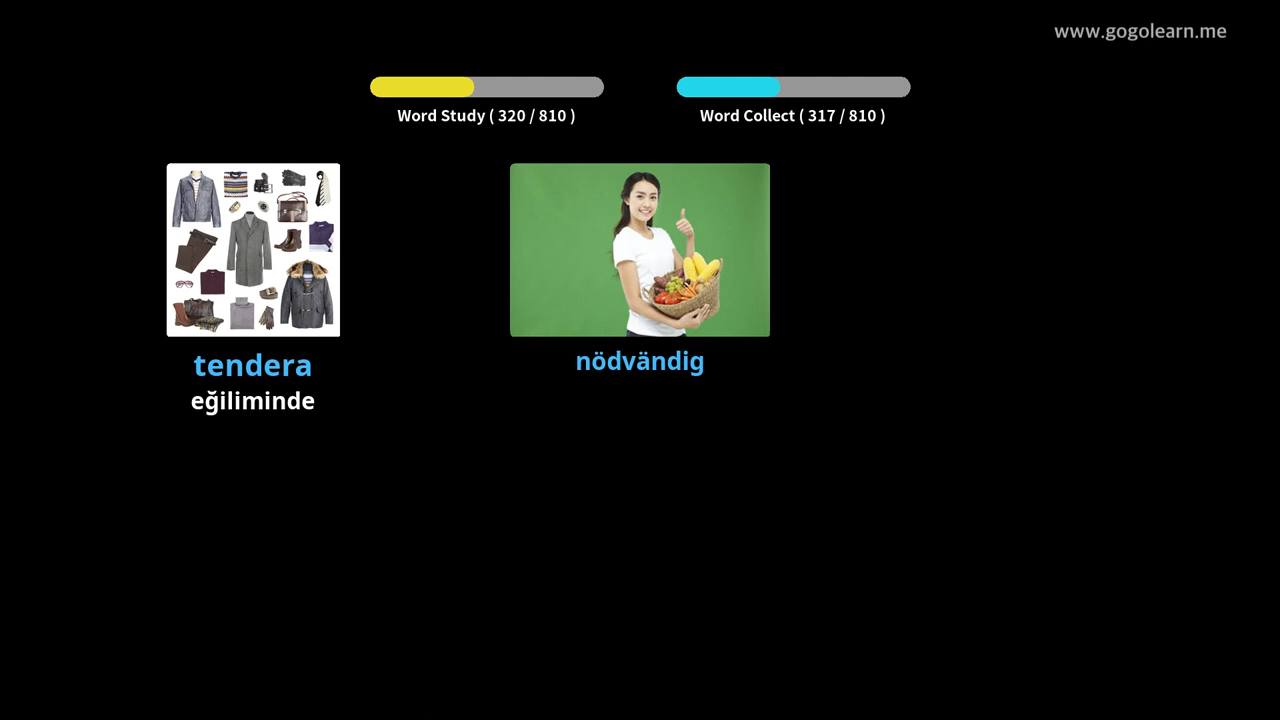 www.gogolearn.me
Word Study ( 320 / 810 )
Word Collect ( 317 / 810 )
tendera
eğiliminde
nödvändig